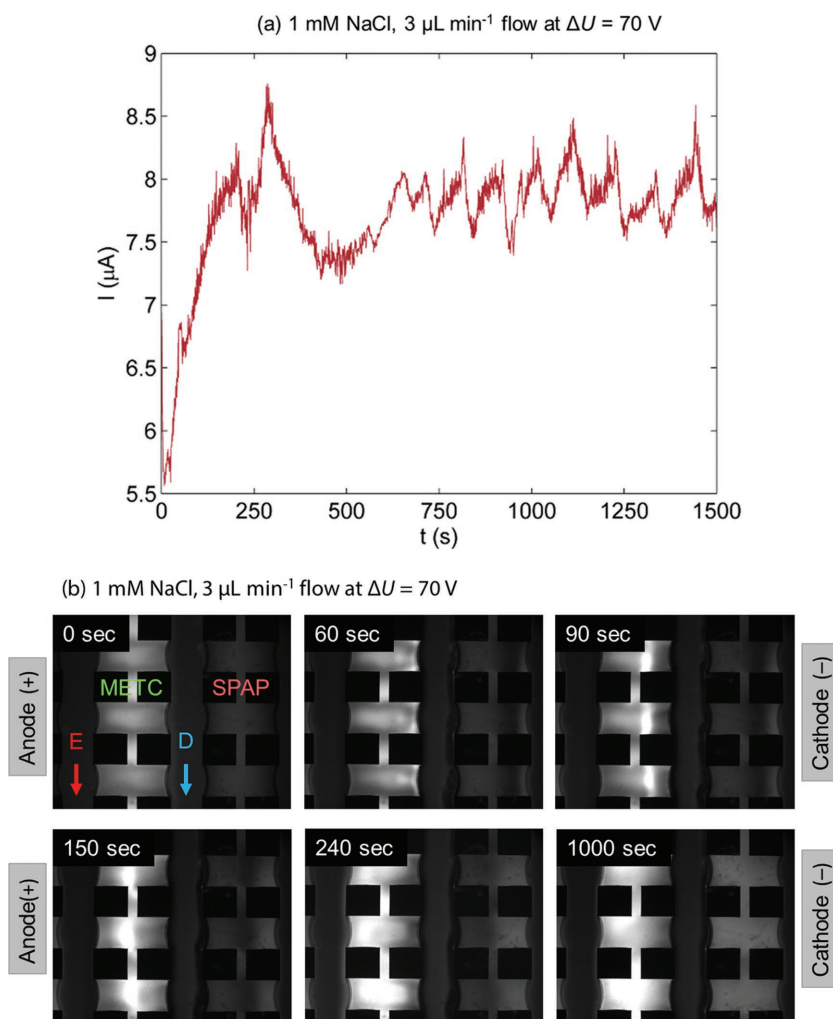 (a) 1 mM NaCl, 3 μL min⁻¹ flow at ΔU = 70 V
9
8.5
8
7.5
7
6.5
6
5.5
I (μA)
0 250 500 750 1000 1250 1500
t (s)
(b) 1 mM NaCl, 3 μL min⁻¹ flow at ΔU = 70 V
0 sec 60 sec 90 sec
Anode (+)
METC SPAP
E D
Cathode (−)
150 sec 240 sec 1000 sec
Anode(+)
Cathode (−)